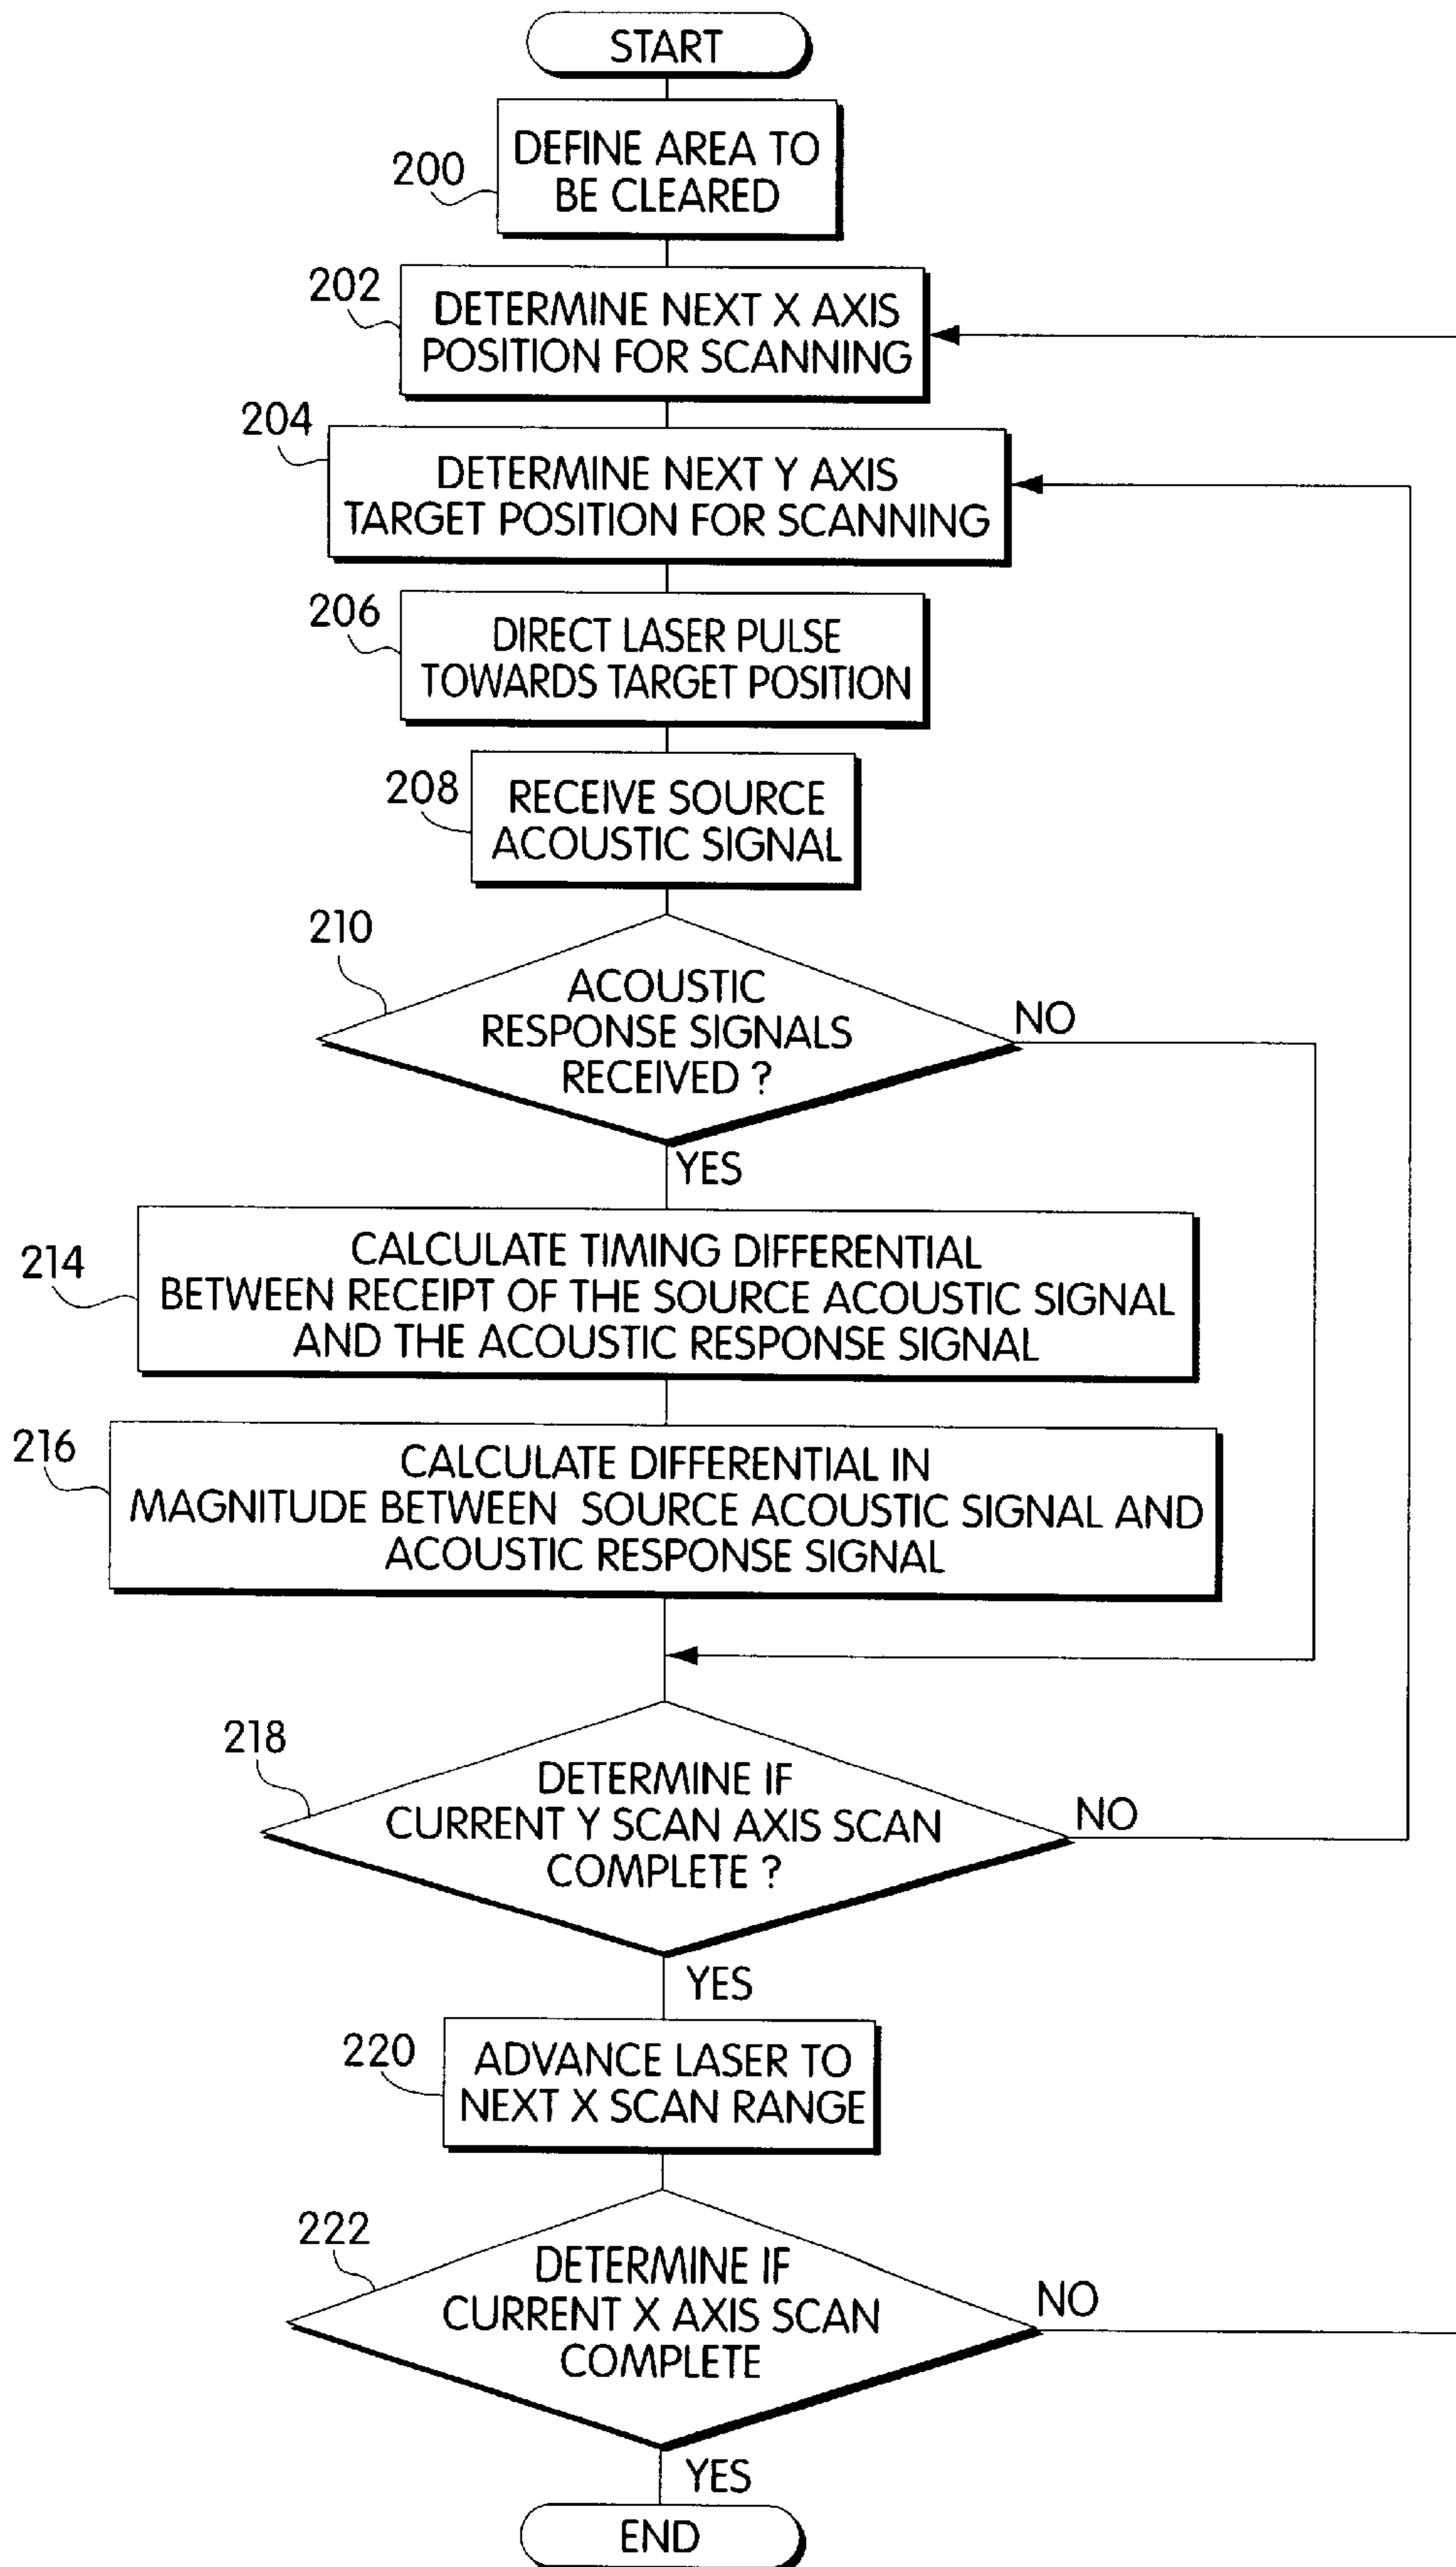 START
200
DEFINE AREA TO
BE CLEARED
202
DETERMINE NEXT X AXIS
POSITION FOR SCANNING
204
DETERMINE NEXT Y AXIS
TARGET POSITION FOR SCANNING
206
DIRECT LASER PULSE
TOWARDS TARGET POSITION
208
RECEIVE SOURCE
ACOUSTIC SIGNAL
210
ACOUSTIC
RESPONSE SIGNALS
RECEIVED ?
NO
YES
214
CALCULATE TIMING DIFFERENTIAL
BETWEEN RECEIPT OF THE SOURCE ACOUSTIC SIGNAL
AND THE ACOUSTIC RESPONSE SIGNAL
216
CALCULATE DIFFERENTIAL IN
MAGNITUDE BETWEEN SOURCE ACOUSTIC SIGNAL AND
ACOUSTIC RESPONSE SIGNAL
218
DETERMINE IF
CURRENT Y SCAN AXIS SCAN
COMPLETE ?
NO
YES
220
ADVANCE LASER TO
NEXT X SCAN RANGE
222
DETERMINE IF
CURRENT X AXIS SCAN
COMPLETE
NO
YES
END